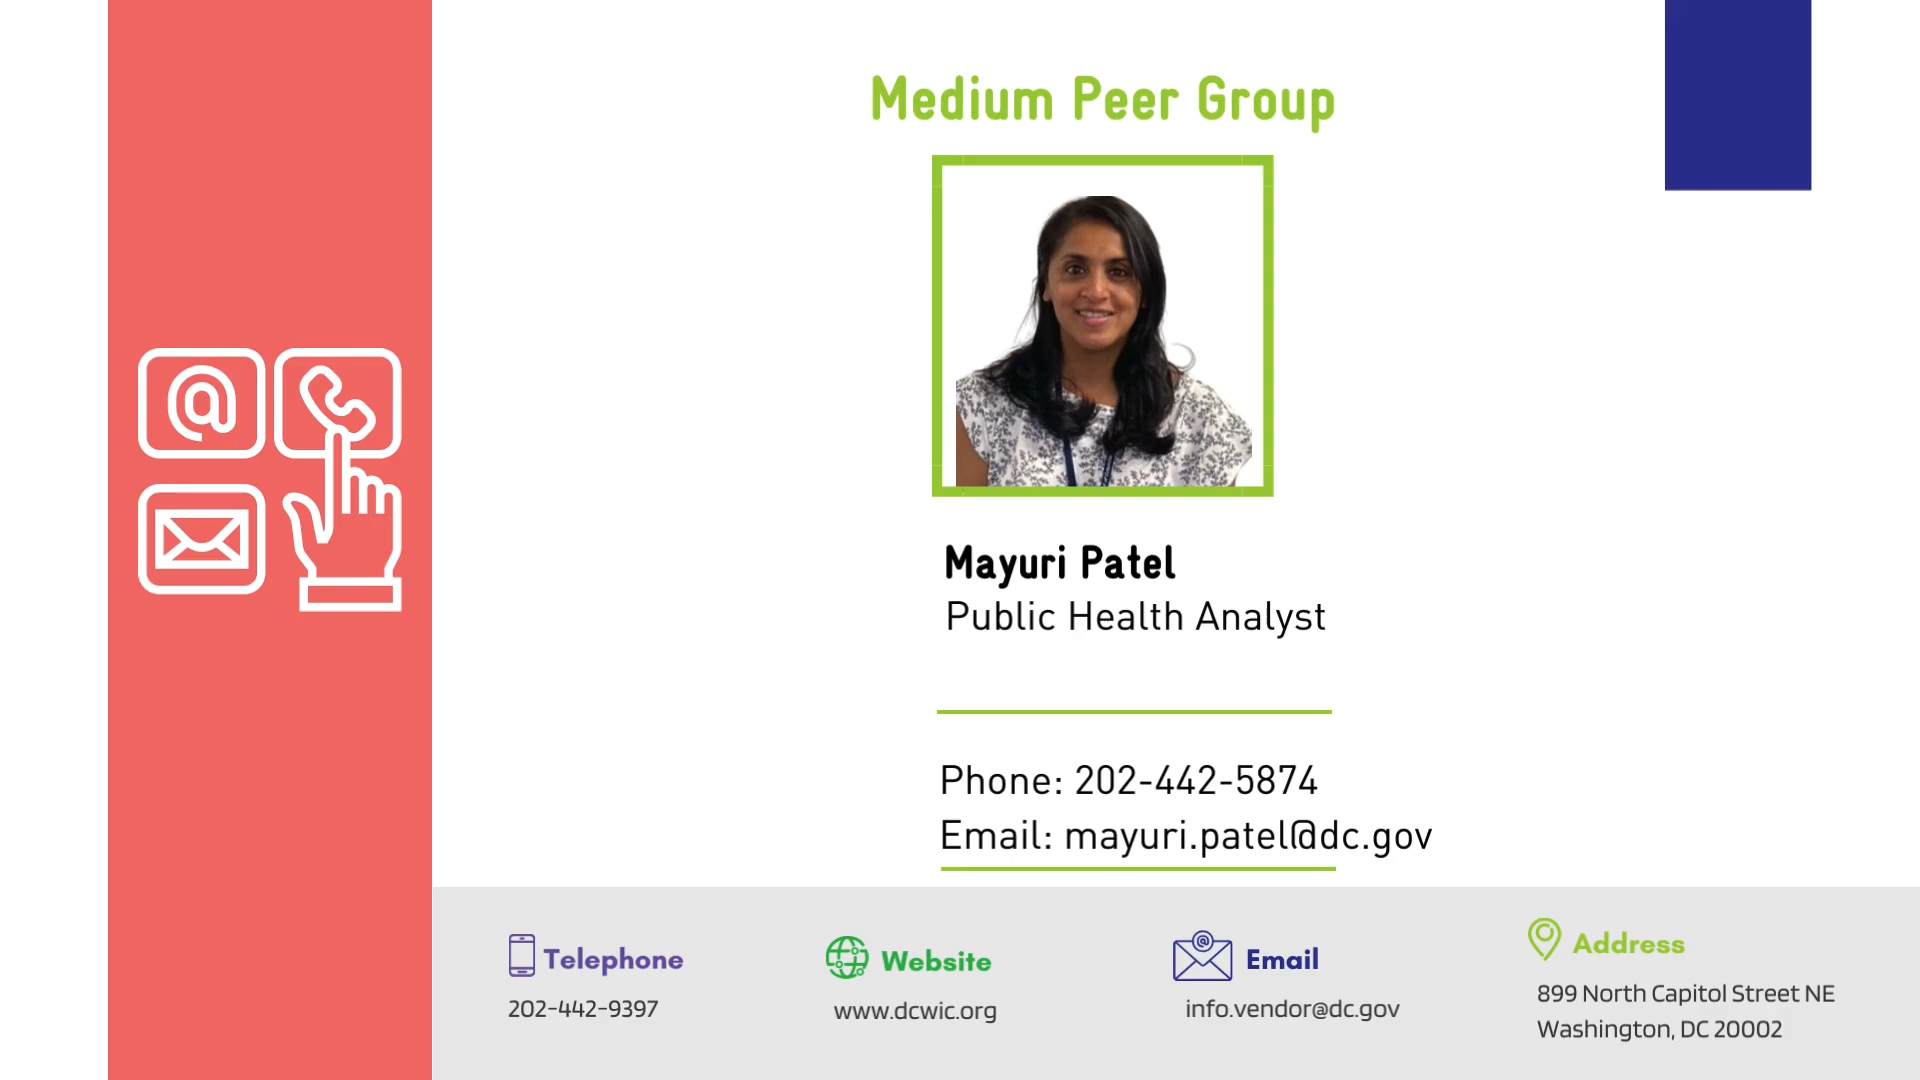 Medium Peer Group
Mayuri Patel
Public Health Analyst
Phone: 202-442-5874
Email: mayuri.patel@dc.gov
Telephone
202-442-9397
Website
www.dcwic.org
Email
info.vendor@dc.gov
Address
899 North Capitol Street NE
Washington, DC 20002